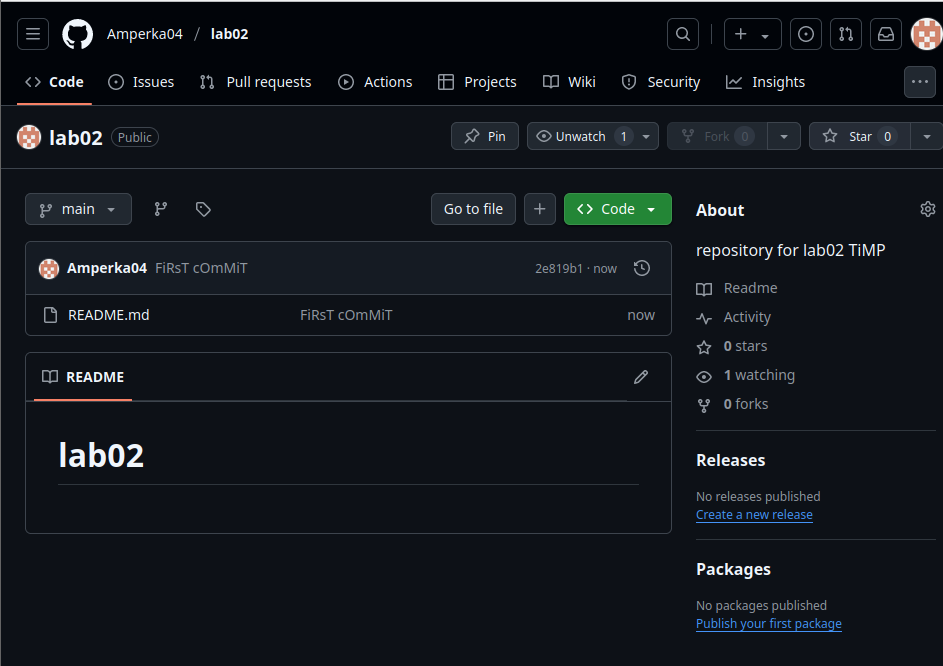 Amperka04 / lab02
Code Issues Pull requests Actions Projects Wiki Security Insights
lab02 Public Pin Unwatch 1 Fork 0 Star 0
main Go to file Code
Amperka04 FiRsT cOmMiT 2e819b1 · now
README.md FiRsT cOmMiT now
README
lab02
About
repository for lab02 TiMP
Readme
Activity
0 stars
1 watching
0 forks
Releases
No releases published
Create a new release
Packages
No packages published
Publish your first package